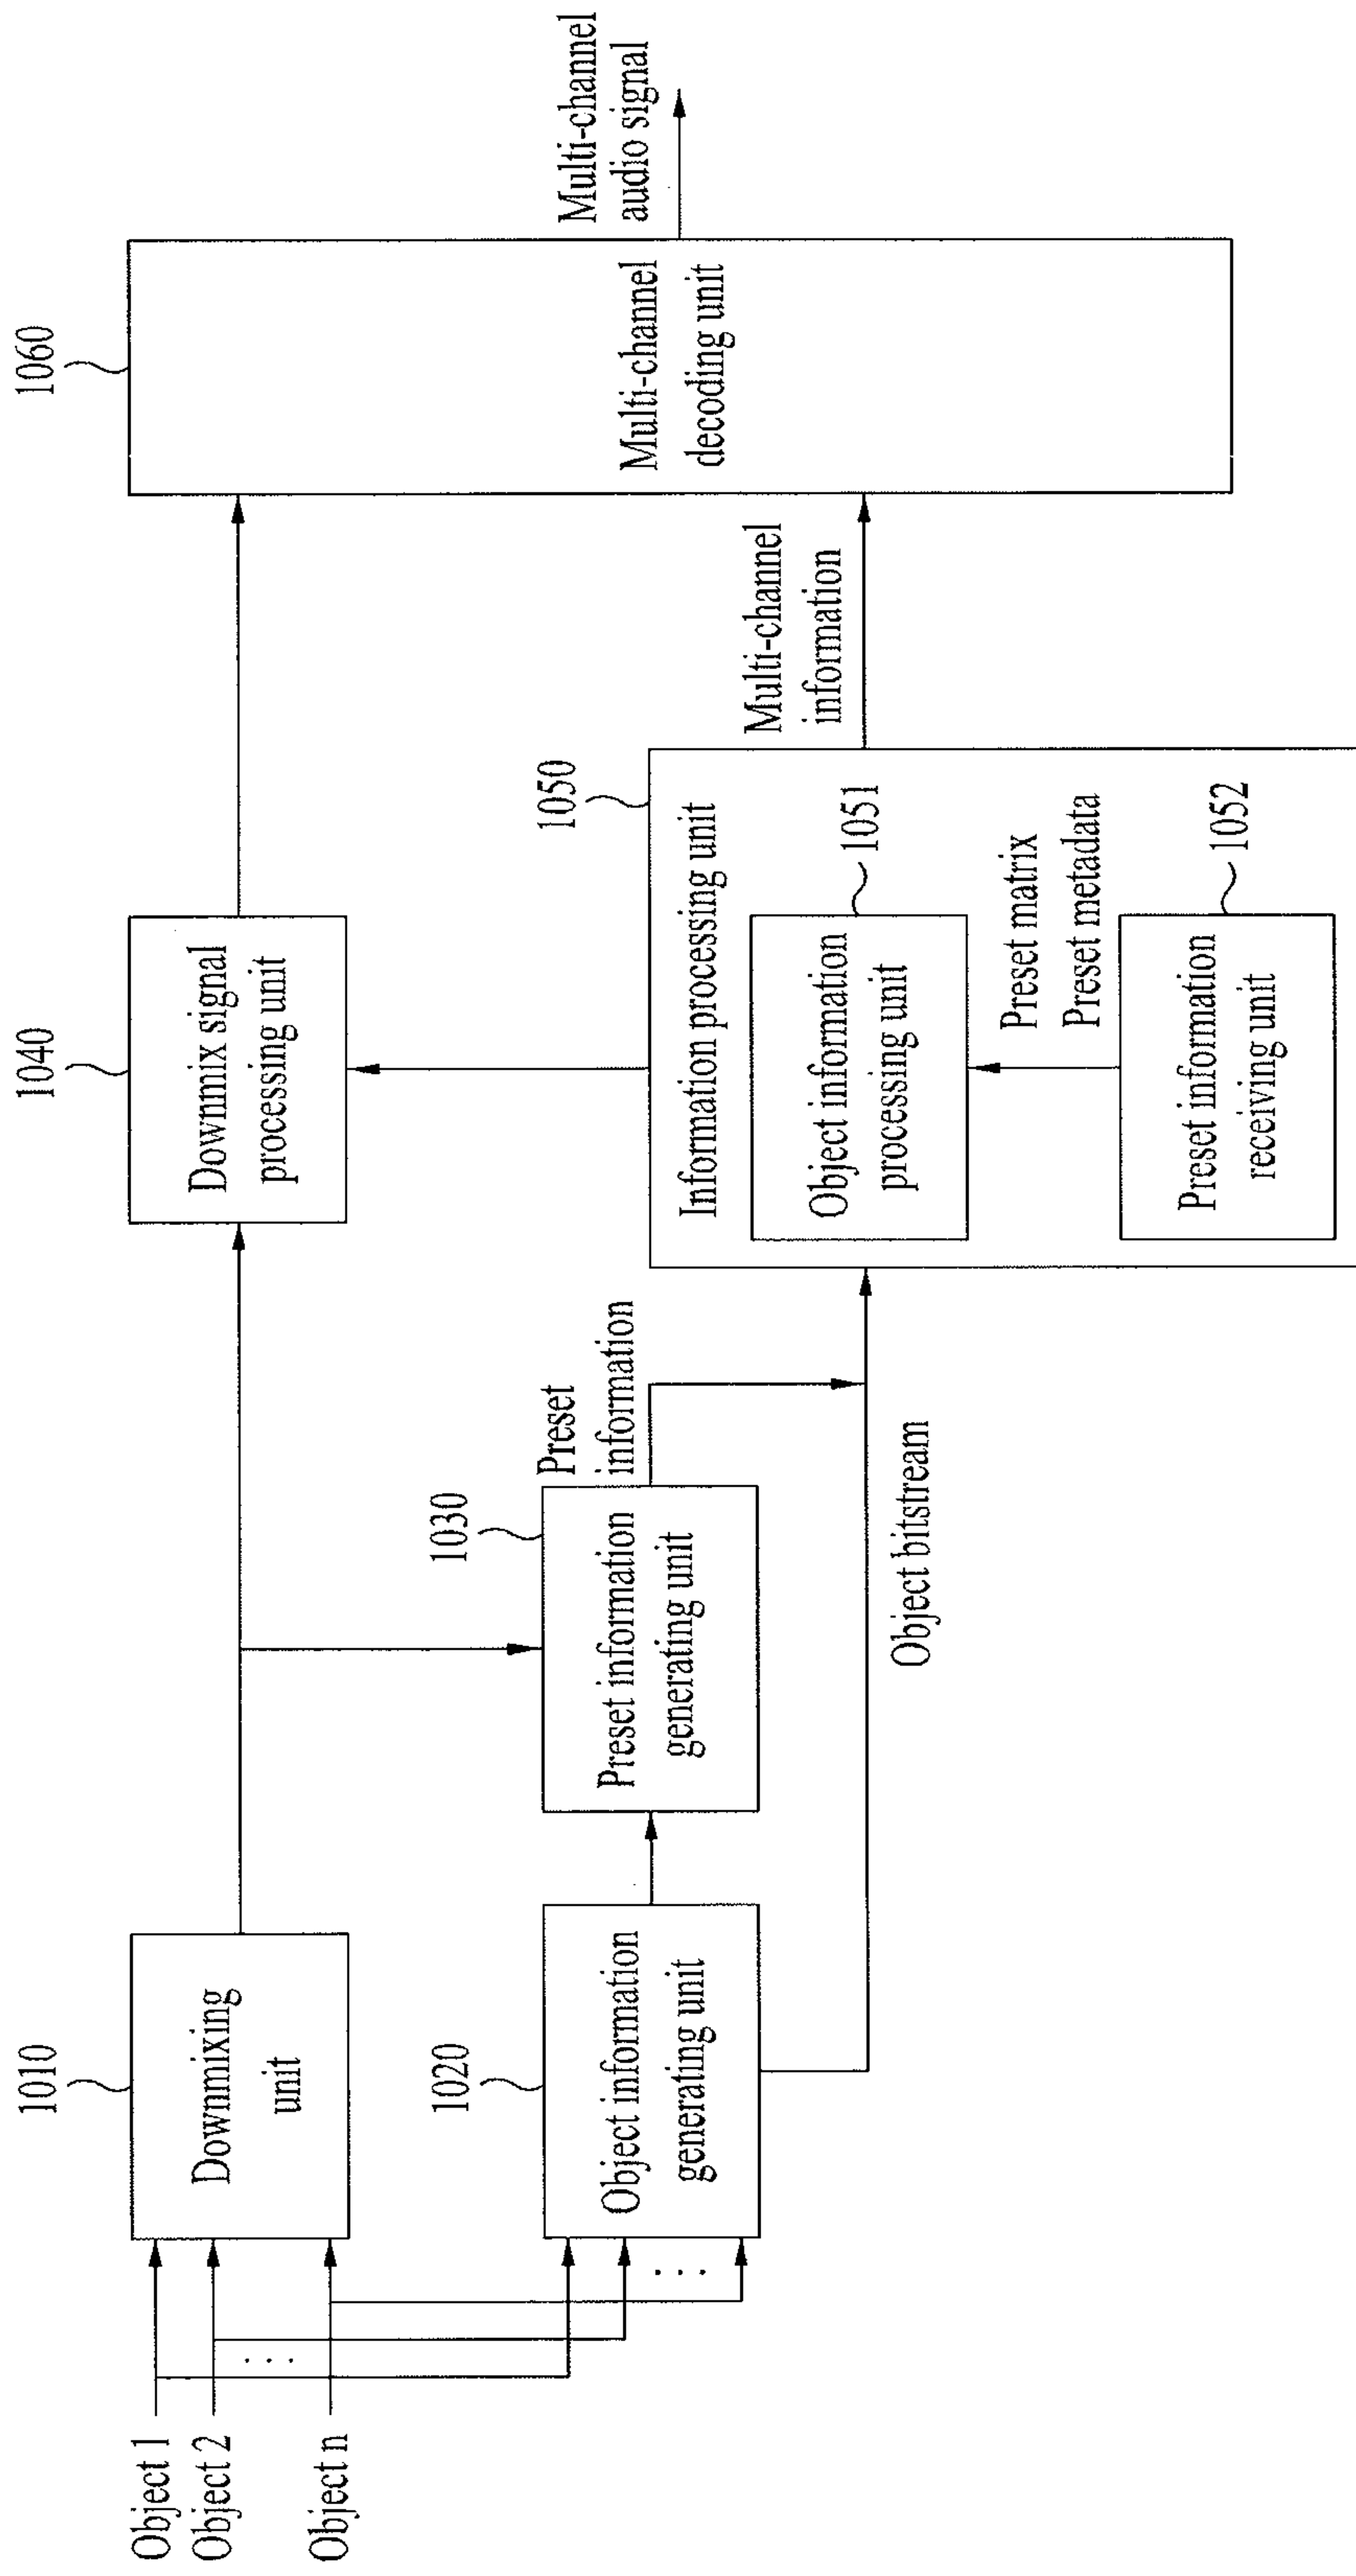 Object 1
Object 2
Object n
. . .
. . .
1010
Downmixing
unit
1020
Object information
generating unit
1030
Preset information
generating unit
Preset
information
Object bitstream
1040
Downmix signal
processing unit
1050
Information processing unit
1051
Object information
processing unit
Preset matrix
Preset metadata
1052
Preset information
receiving unit
Multi-channel
information
1060
Multi-channel
decoding unit
Multi-channel
audio signal